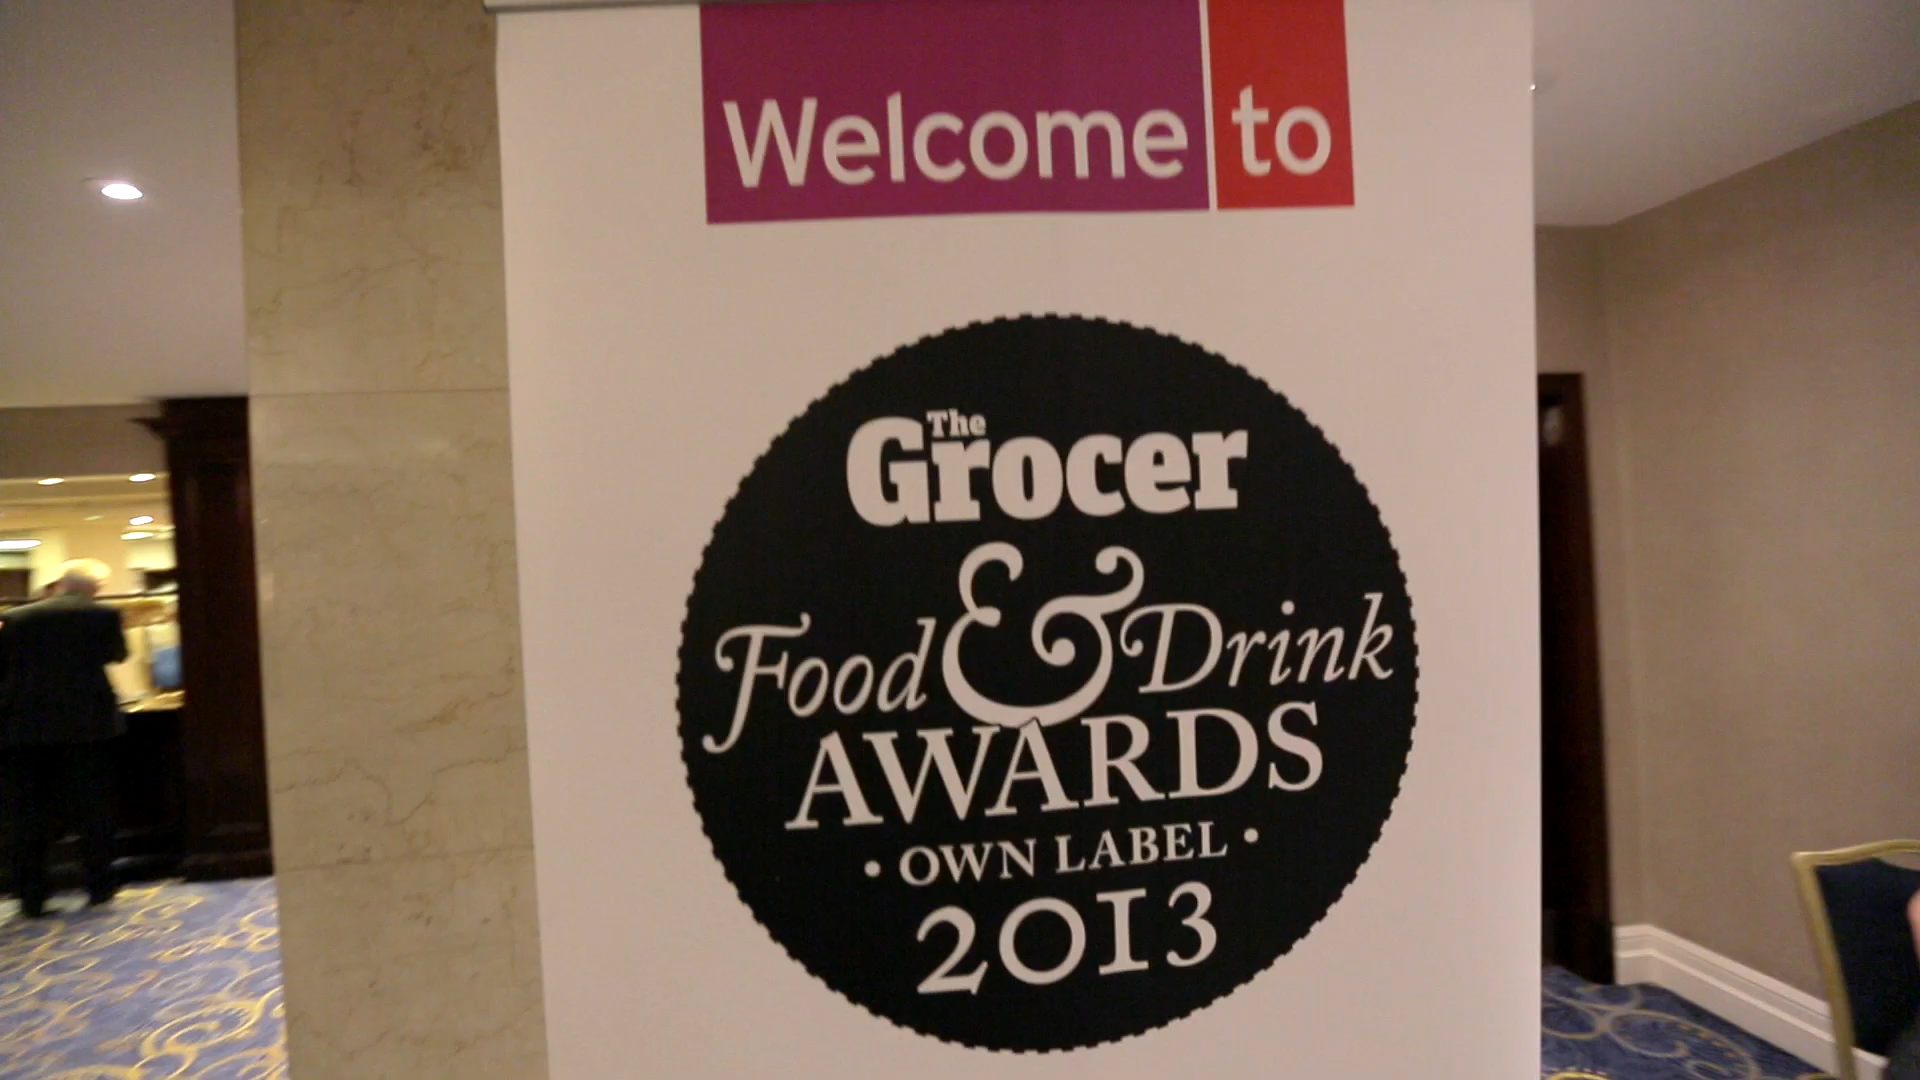 Welcome to
The
Grocer
Food & Drink
AWARDS
• OWN LABEL •
2013